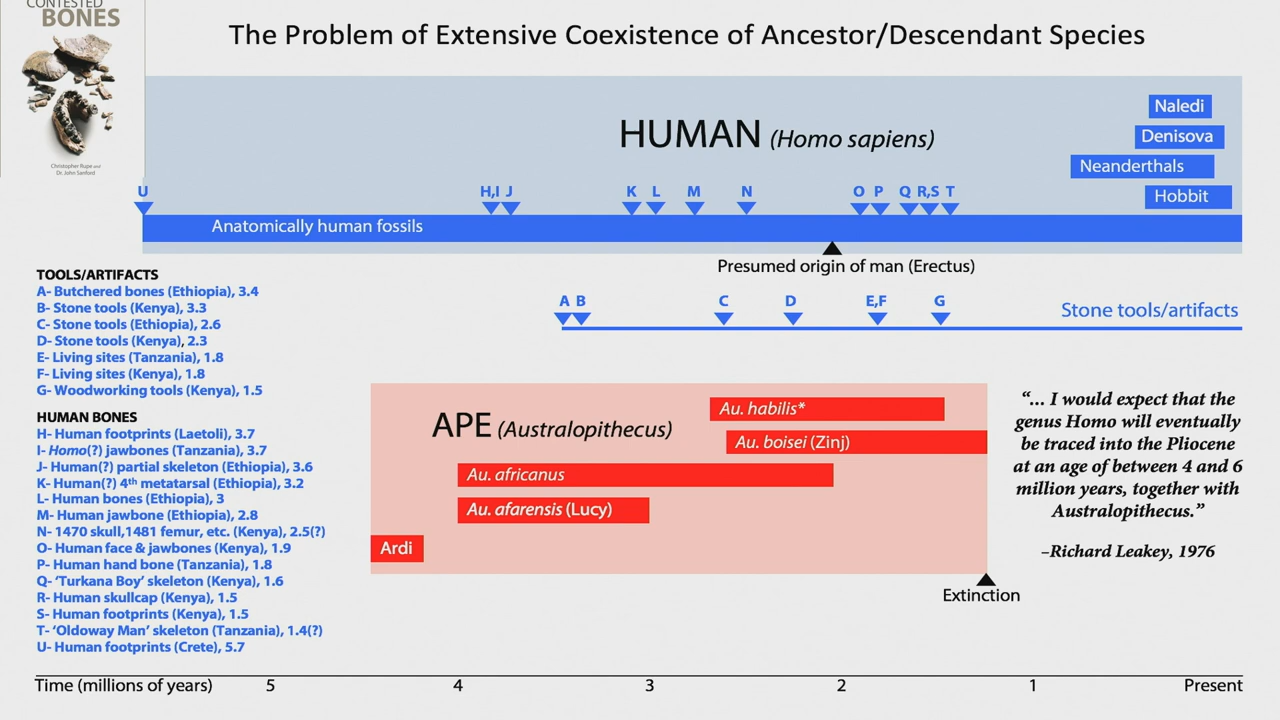 CONTESTED
BONES
Christopher Rupe and
Dr. John Sanford
The Problem of Extensive Coexistence of Ancestor/Descendant Species
HUMAN (Homo sapiens)
Naledi
Denisova
Neanderthals
Hobbit
U H,I J K L M N O P Q R,S T
Anatomically human fossils
Presumed origin of man (Erectus)
TOOLS/ARTIFACTS
A- Butchered bones (Ethiopia), 3.4
B- Stone tools (Kenya), 3.3
C- Stone tools (Ethiopia), 2.6
D- Stone tools (Kenya), 2.3
E- Living sites (Tanzania), 1.8
F- Living sites (Kenya), 1.8
G- Woodworking tools (Kenya), 1.5
A B C D E,F G
Stone tools/artifacts
HUMAN BONES
H- Human footprints (Laetoli), 3.7
I- Homo(?) jawbones (Tanzania), 3.7
J- Human(?) partial skeleton (Ethiopia), 3.6
K- Human(?) 4th metatarsal (Ethiopia), 3.2
L- Human bones (Ethiopia), 3
M- Human jawbone (Ethiopia), 2.8
N- 1470 skull,1481 femur, etc. (Kenya), 2.5(?)
O- Human face & jawbones (Kenya), 1.9
P- Human hand bone (Tanzania), 1.8
Q- ‘Turkana Boy’ skeleton (Kenya), 1.6
R- Human skullcap (Kenya), 1.5
S- Human footprints (Kenya), 1.5
T- ‘Oldoway Man’ skeleton (Tanzania), 1.4(?)
U- Human footprints (Crete), 5.7
APE (Australopithecus)
Au. habilis*
Au. boisei (Zinj)
Au. africanus
Au. afarensis (Lucy)
Ardi
Extinction
“... I would expect that the
genus Homo will eventually
be traced into the Pliocene
at an age of between 4 and 6
million years, together with
Australopithecus.”
–Richard Leakey, 1976
Time (millions of years) 5 4 3 2 1 Present